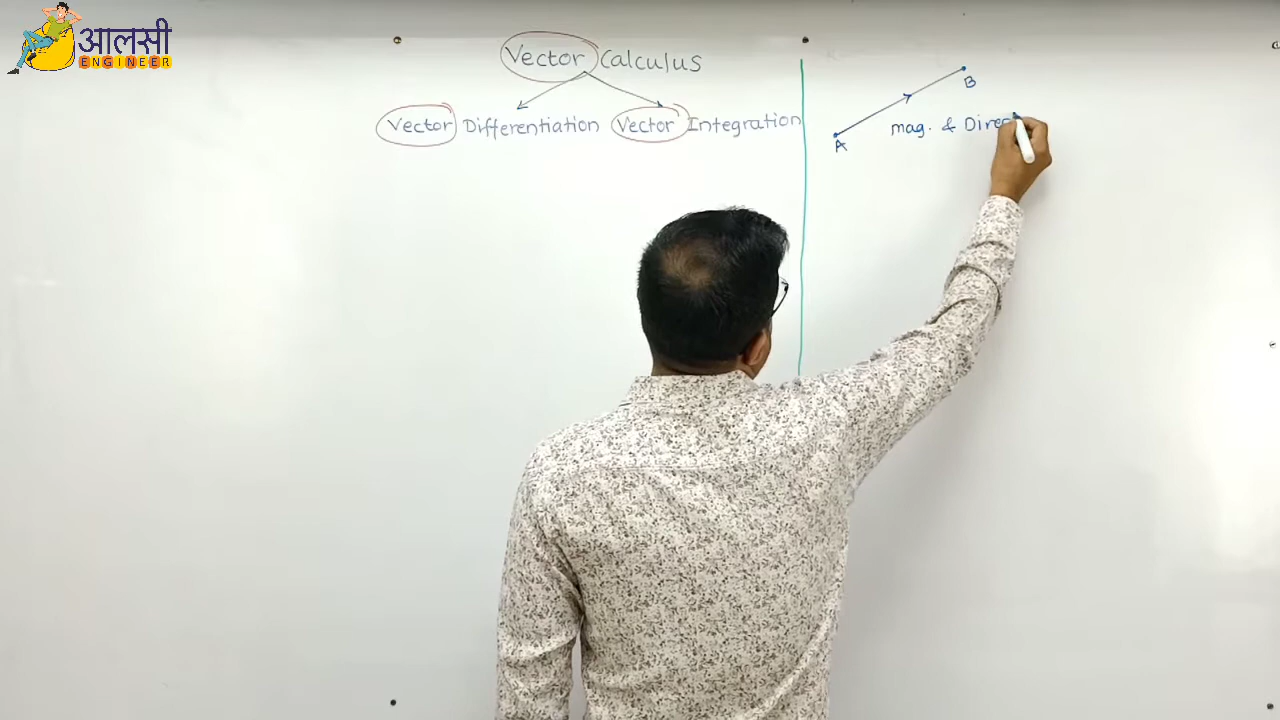 आलसी
ENGINEER
Vector Calculus
Vector Differentiation
Vector Integration
B
A
mag. & Direc